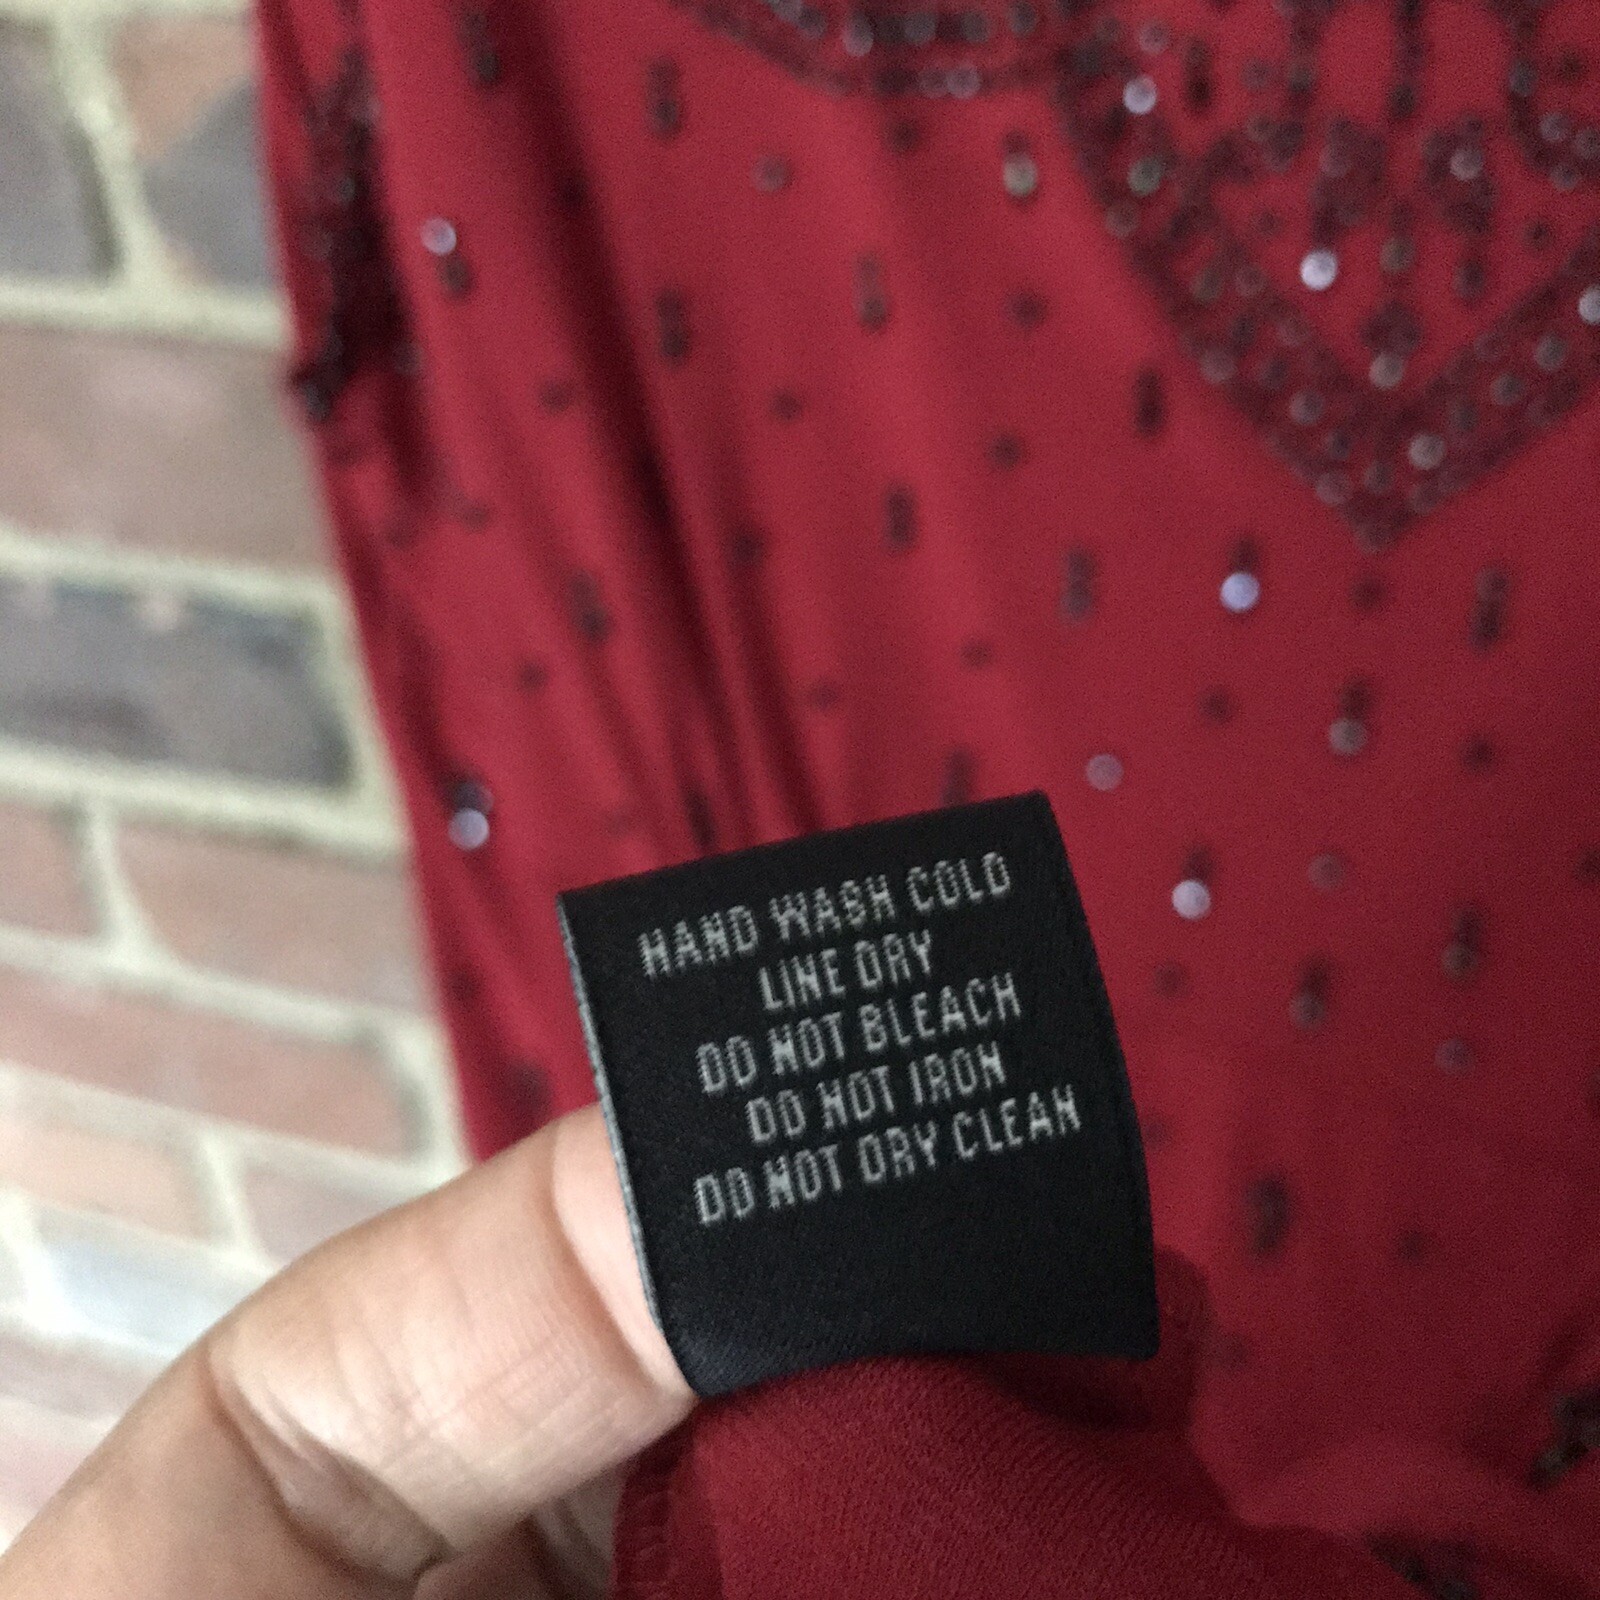 HAND WASH COLD
LINE DRY
DO NOT BLEACH
DO NOT IRON
DO NOT DRY CLEAN